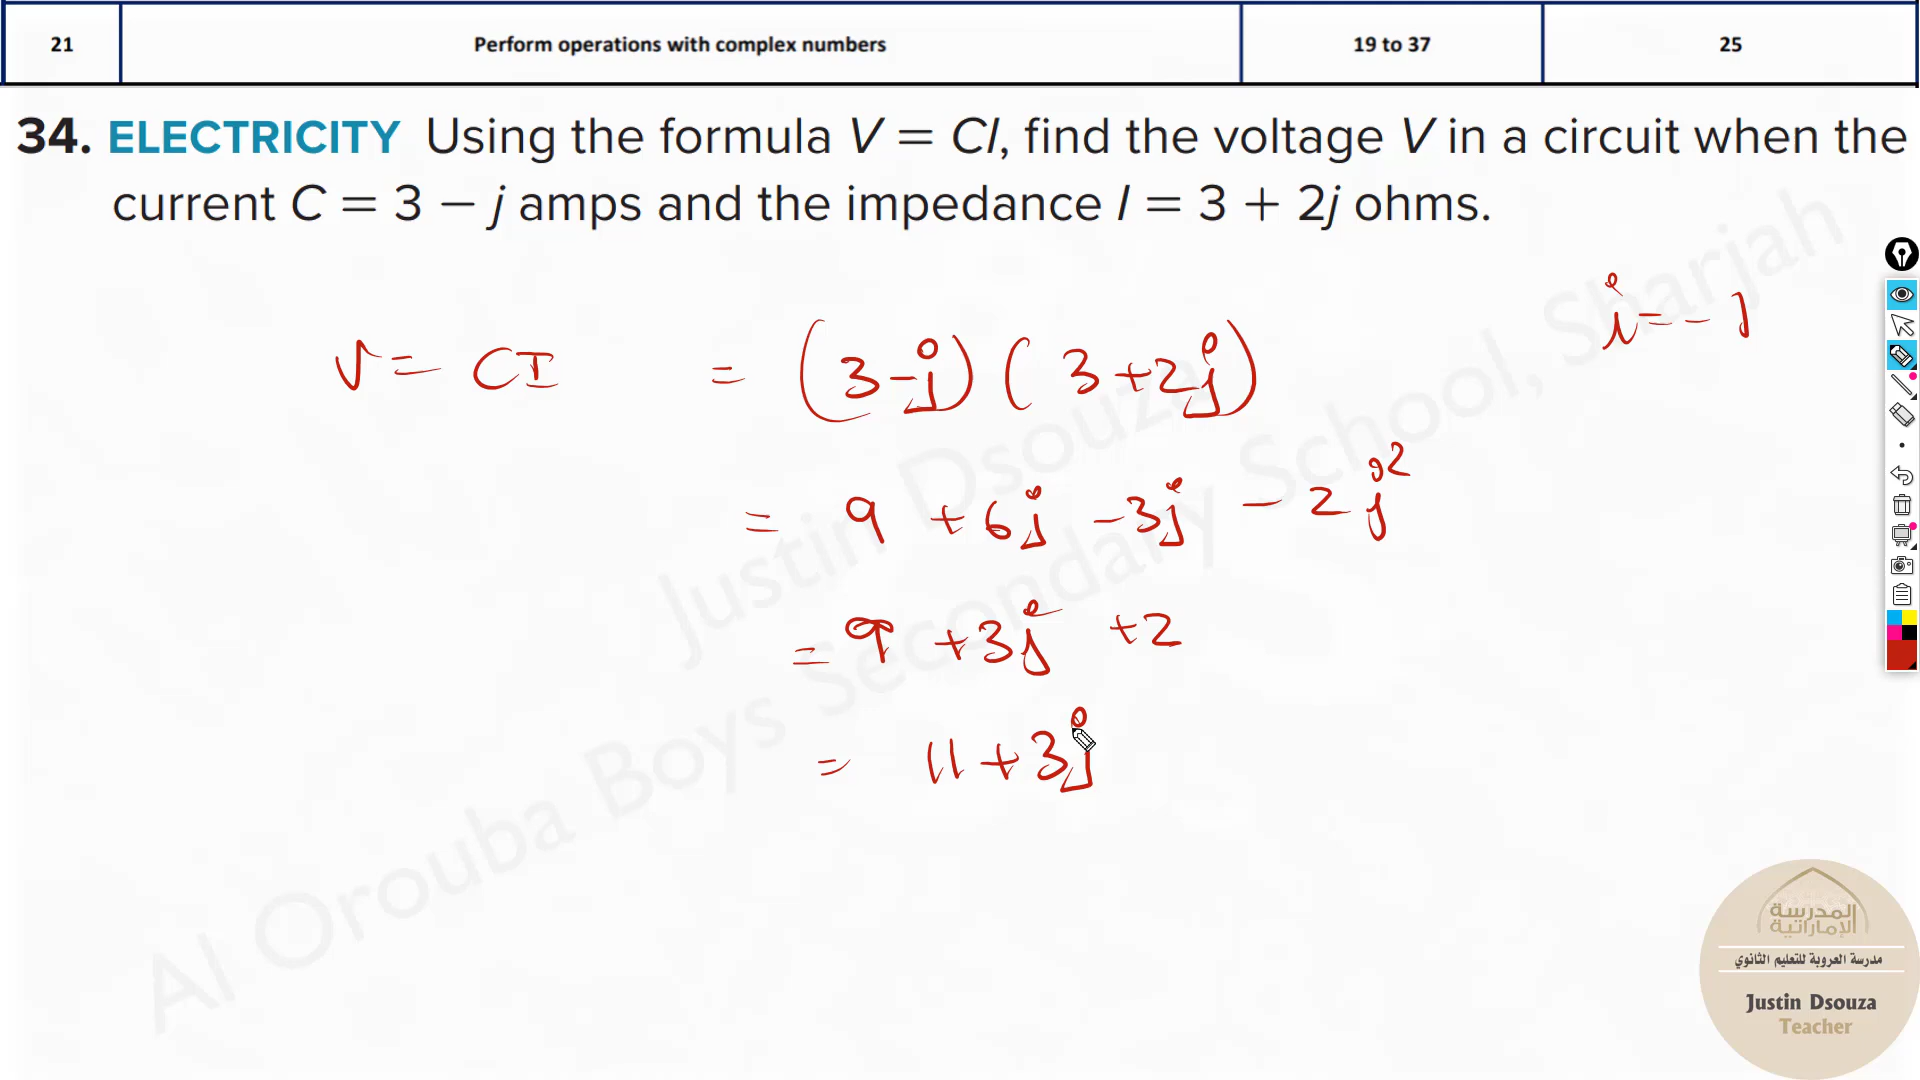 21 Perform operations with complex numbers 19 to 37 25
34. ELECTRICITY Using the formula V = CI, find the voltage V in a circuit when the
current C = 3 − j amps and the impedance I = 3 + 2j ohms.
i = -1
V = CI = (3 - j) (3 + 2j)
= 9 + 6j - 3j - 2j²
= 9 + 3j + 2
= 11 + 3j
Justin Dsouza
Al Orouba Boys Secondary School, Sharjah
المدرسة
الإماراتية
مدرسة العروبة للتعليم الثانوي
Justin Dsouza
Teacher